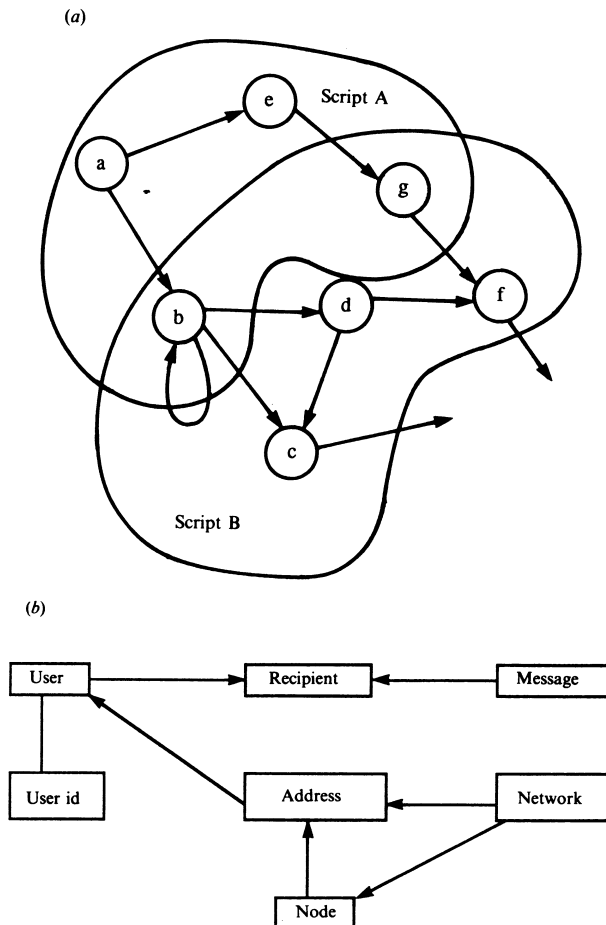 (a)
e
Script A
a
g
f
d
b
c
Script B
(b)
User
Recipient
Message
User id
Address
Network
Node